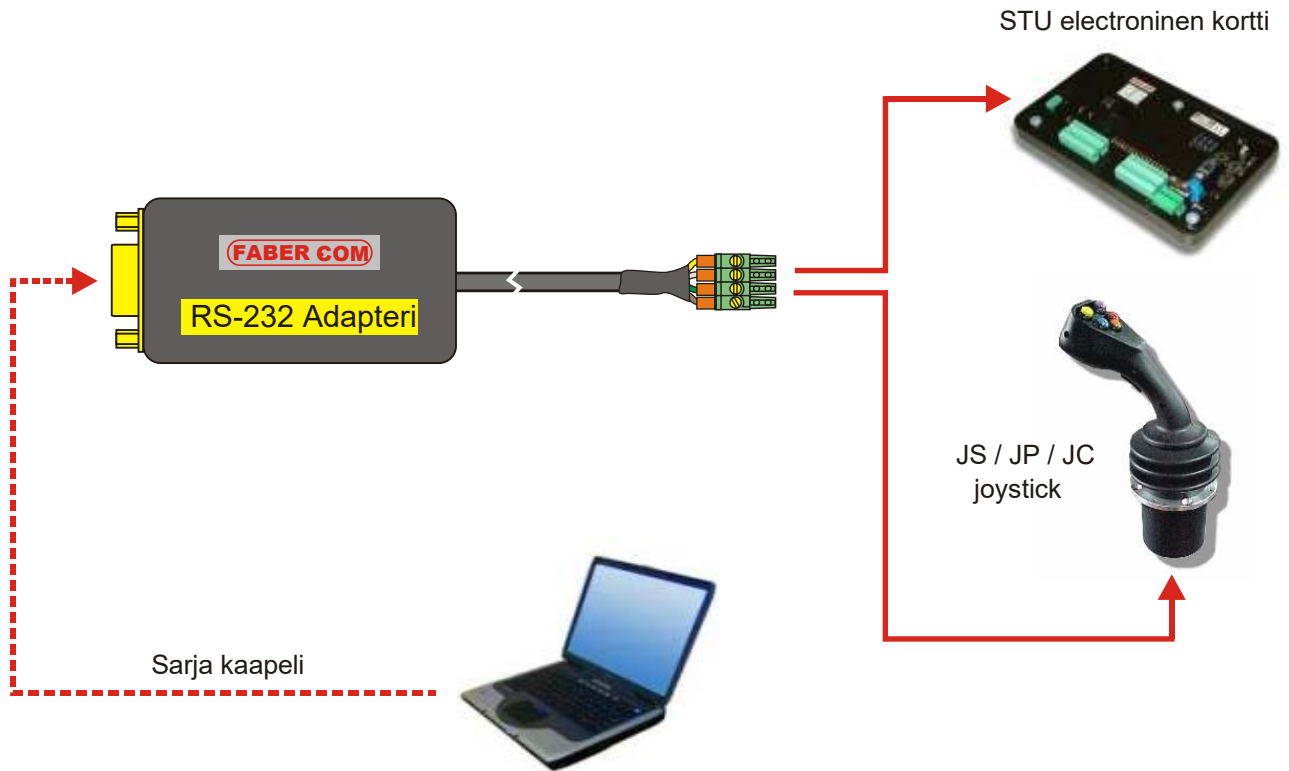 STU electroninen kortti
FABER COM
RS-232 Adapteri
JS / JP / JC
joystick
Sarja kaapeli